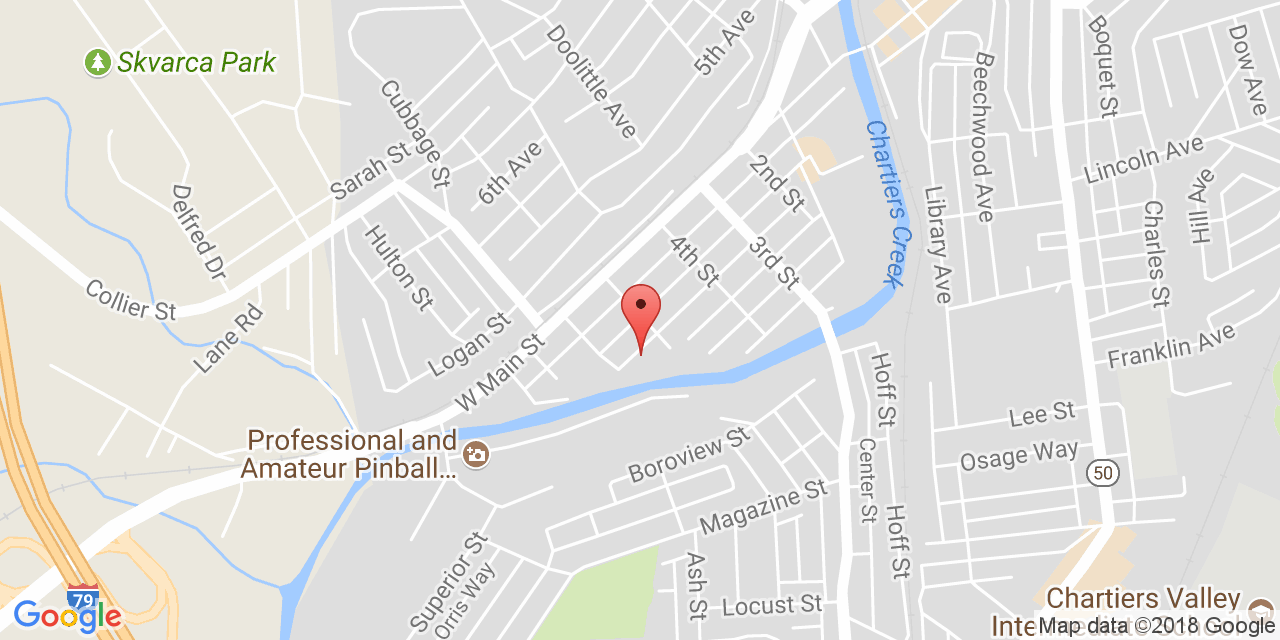 Skvarca Park
5th Ave
Doolittle Ave
Cubbage St
Sarah St
6th Ave
Delfred Dr
Hulton St
Collier St
Lane Rd
Logan St
W Main St
2nd St
3rd St
4th St
Chartiers Creek
Library Ave
Beechwood Ave
Boquet St
Dow Ave
Lincoln Ave
Hill Ave
Charles St
Franklin Ave
Hoff St
Lee St
Osage Way
50
Center St
Hoff St
Professional and
Amateur Pinball...
Boroview St
Magazine St
Superior St
Orris Way
Ash St
Locust St
79
Google
Chartiers Valley
Map data ©2018 Google